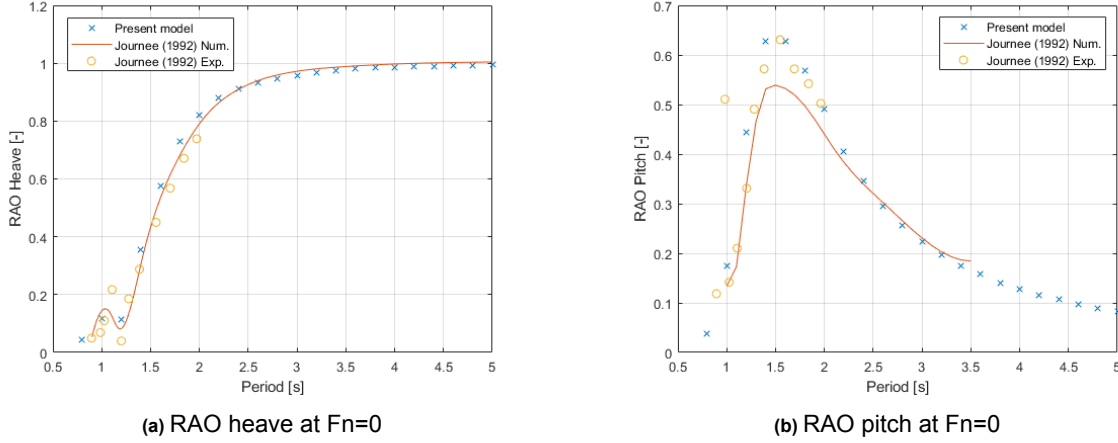 1.2
1
0.8
0.6
0.4
0.2
0
RAO Heave [-]
Present model
Journee (1992) Num.
Journee (1992) Exp.
0.5 1 1.5 2 2.5 3 3.5 4 4.5 5
Period [s]
(a) RAO heave at Fn=0
0.7
0.6
0.5
0.4
0.3
0.2
0.1
0
RAO Pitch [-]
Present model
Journee (1992) Num.
Journee (1992) Exp.
0.5 1 1.5 2 2.5 3 3.5 4 4.5 5
Period [s]
(b) RAO pitch at Fn=0